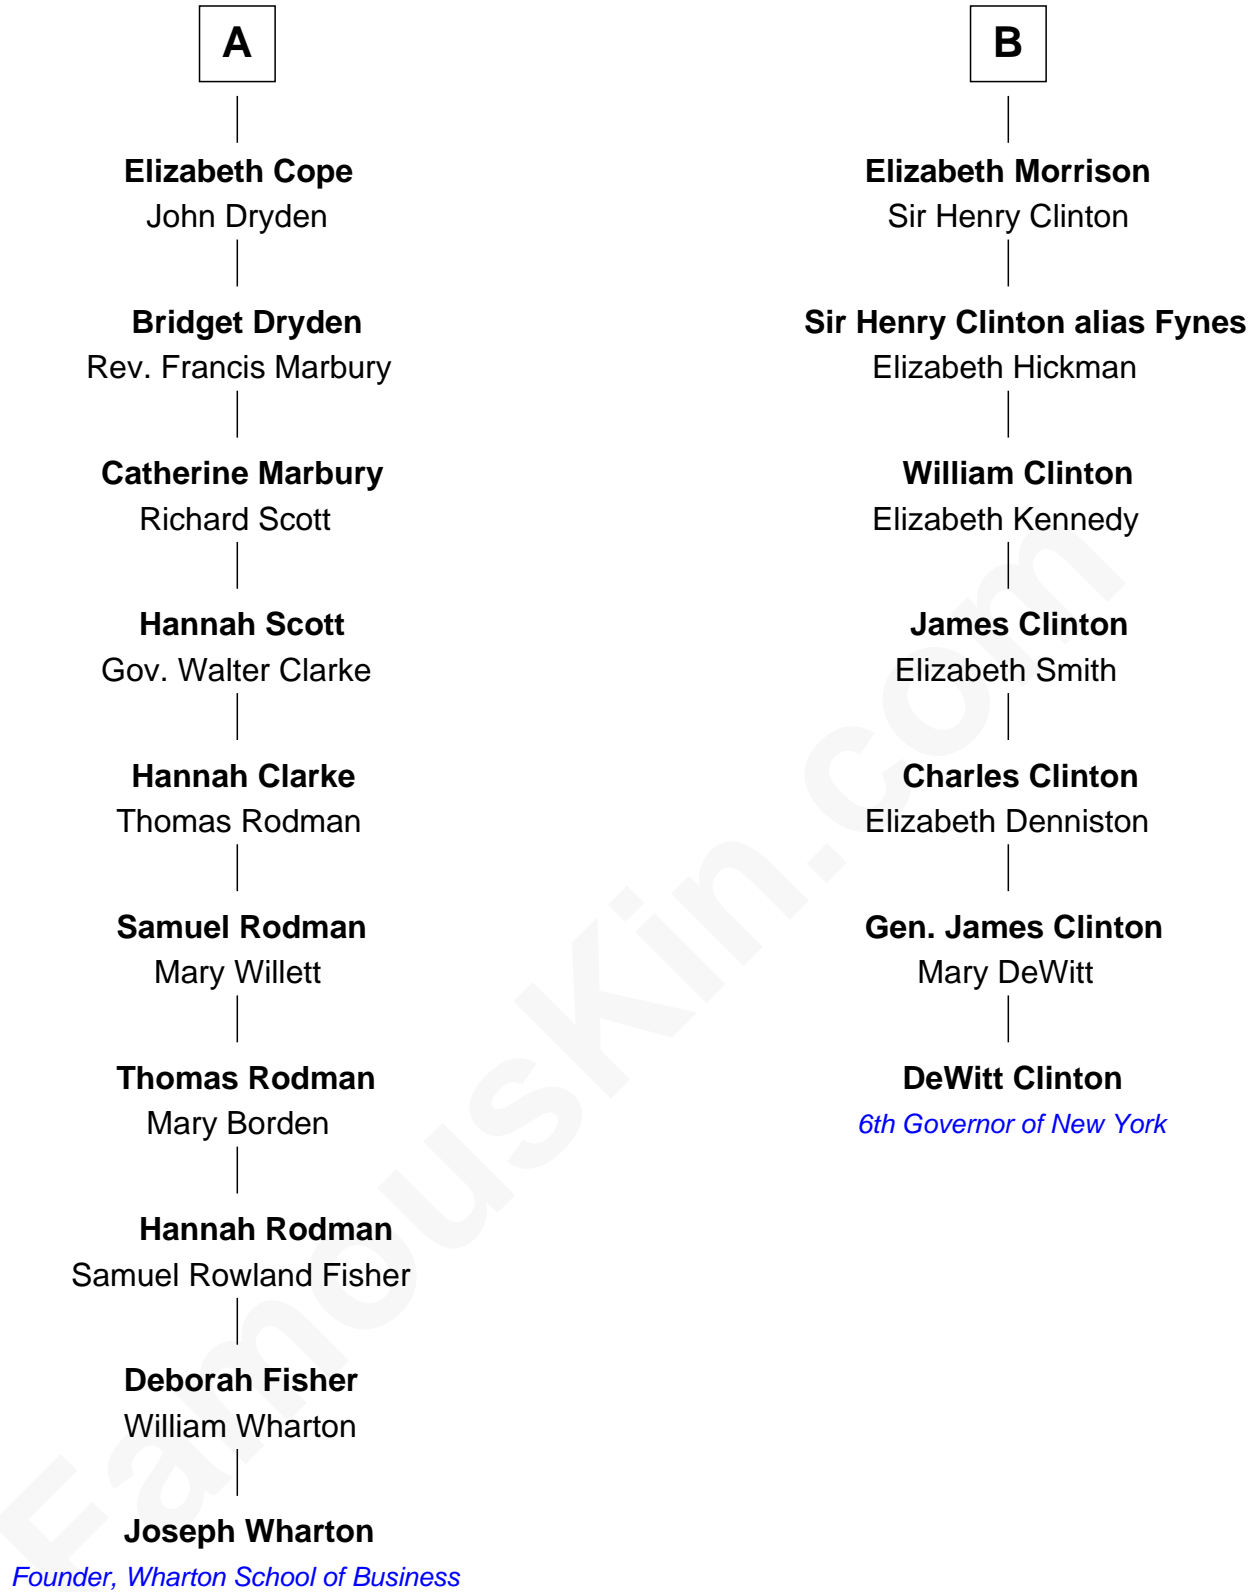 A
Elizabeth Cope
John Dryden
Bridget Dryden
Rev. Francis Marbury
Catherine Marbury
Richard Scott
Hannah Scott
Gov. Walter Clarke
Hannah Clarke
Thomas Rodman
Samuel Rodman
Mary Willett
Thomas Rodman
Mary Borden
Hannah Rodman
Samuel Rowland Fisher
Deborah Fisher
William Wharton
Joseph Wharton
Founder, Wharton School of Business
B
Elizabeth Morrison
Sir Henry Clinton
Sir Henry Clinton alias Fynes
Elizabeth Hickman
William Clinton
Elizabeth Kennedy
James Clinton
Elizabeth Smith
Charles Clinton
Elizabeth Denniston
Gen. James Clinton
Mary DeWitt
DeWitt Clinton
6th Governor of New York
FamousKin.com